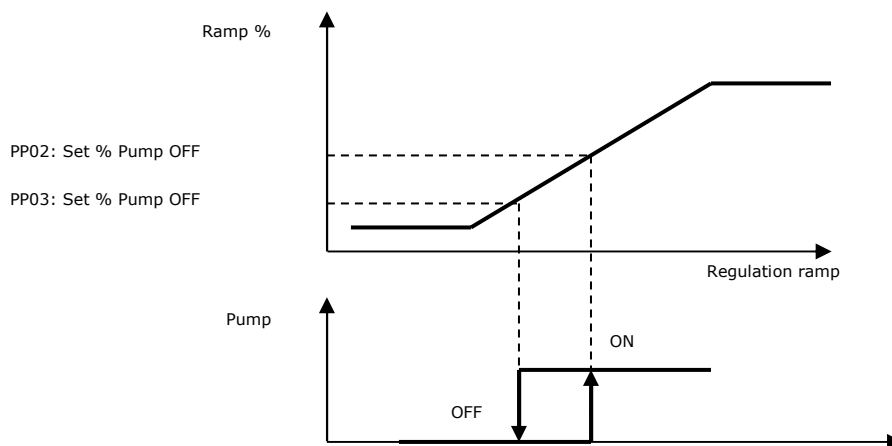 Ramp %
PP02: Set % Pump OFF
PP03: Set % Pump OFF
Regulation ramp
Pump
ON
OFF